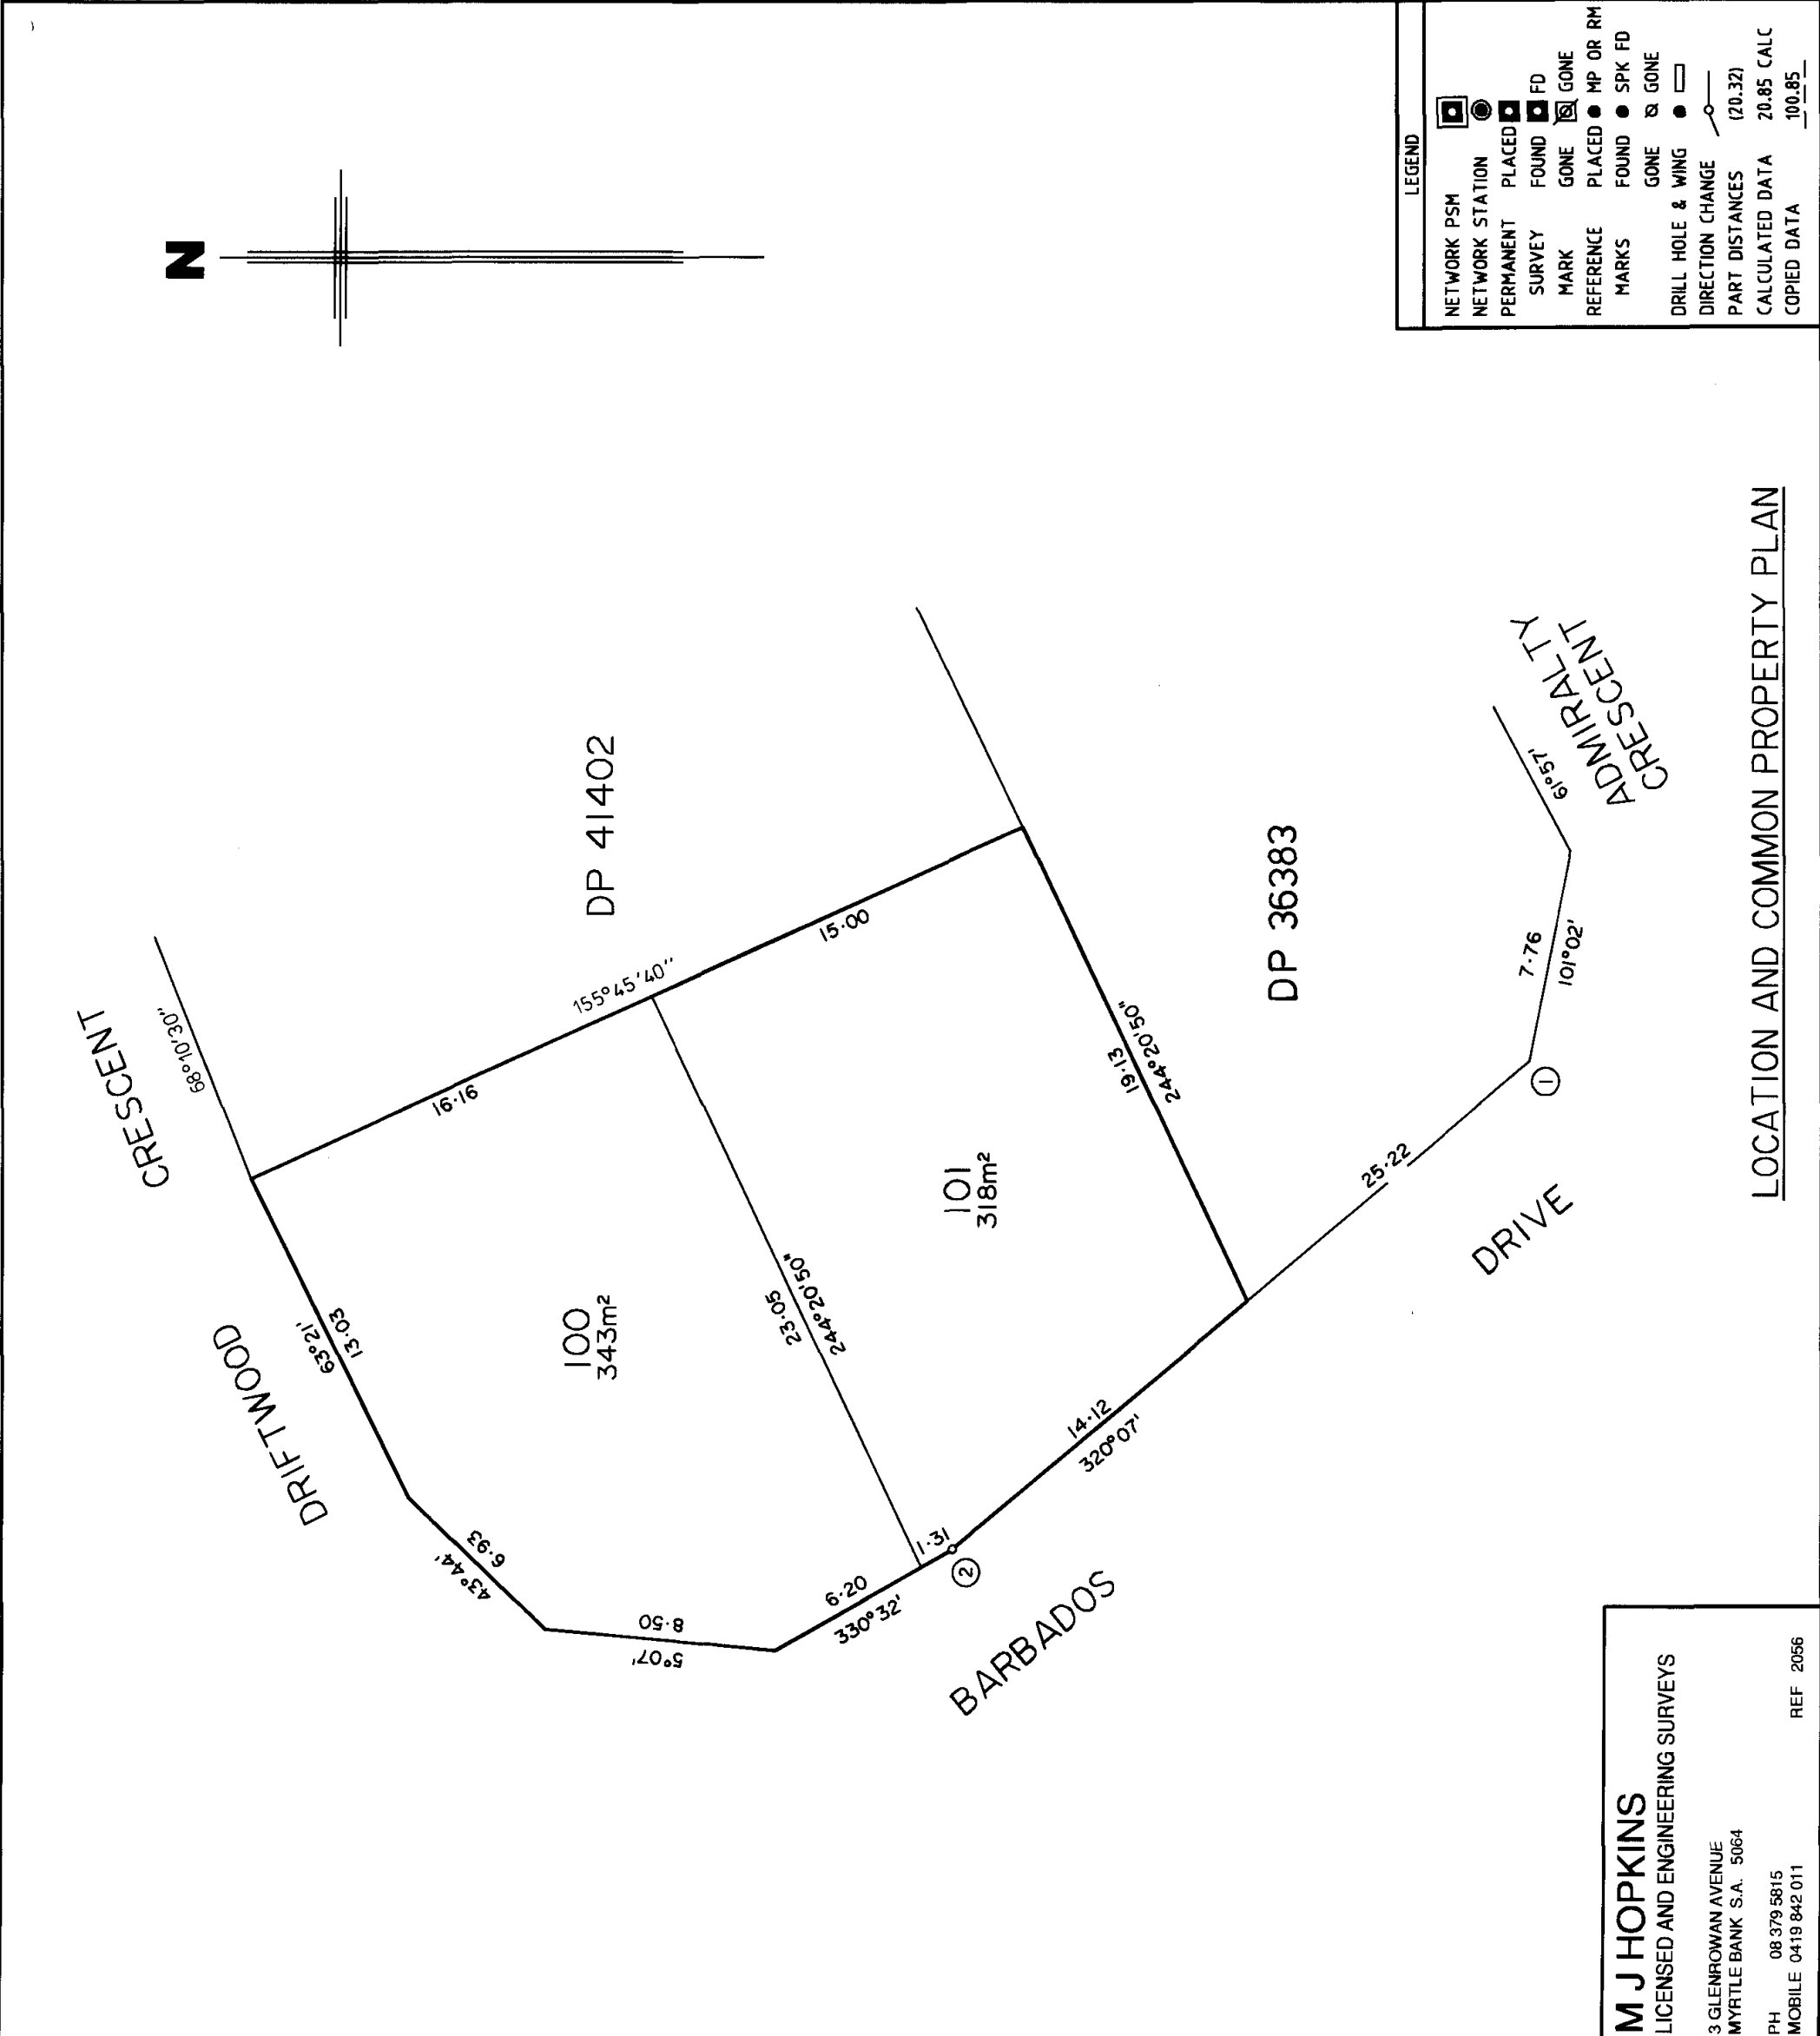 N
CRESCENT
68°10'30"
DRIFTWOOD
63°21'
13·03
16·16
155°45'40"
DP 41402
15·00
43°44'
6·93
100
343m²
8·50
5°07'
23·05
244°20'50"
6·20
330°32'
1·31
2
101
318m²
19·13
244°20'50"
DP 36383
14·12
320°07'
BARBADOS
25·22
DRIVE
1
7·76
101°02'
61°57'
ADMIRALTY
CRESCENT
LOCATION AND COMMON PROPERTY PLAN
LEGEND
NETWORK PSM
NETWORK STATION
PERMANENT PLACED
SURVEY FOUND FD
MARK GONE GONE
REFERENCE PLACED MP OR RM
MARKS FOUND SPK FD
GONE GONE
DRILL HOLE & WING
DIRECTION CHANGE
PART DISTANCES (20.32)
CALCULATED DATA 20.85 CALC
COPIED DATA 100.85
M J HOPKINS
LICENSED AND ENGINEERING SURVEYS
3 GLENROWAN AVENUE
MYRTLE BANK S.A. 5064
PH 08 379 5815
MOBILE 0419 842 011 REF 2056